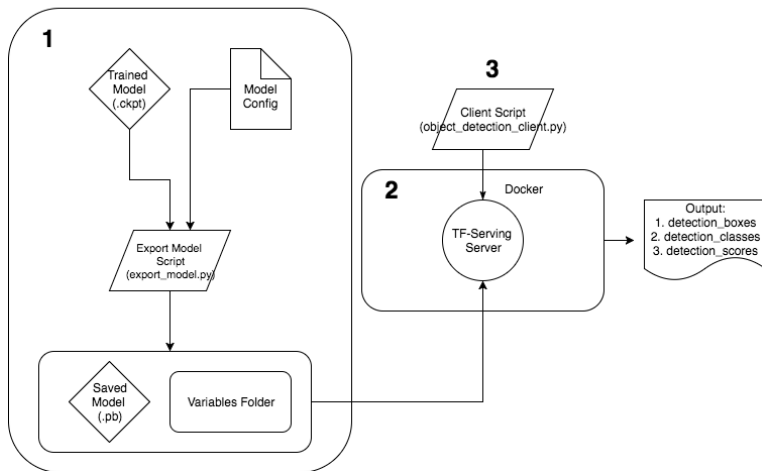 1
Trained
Model
(.ckpt)
Model
Config
Export Model
Script
(export_model.py)
Saved
Model
(.pb)
Variables Folder
3
Client Script
(object_detection_client.py)
2
Docker
TF-Serving
Server
Output:
1. detection_boxes
2. detection_classes
3. detection_scores